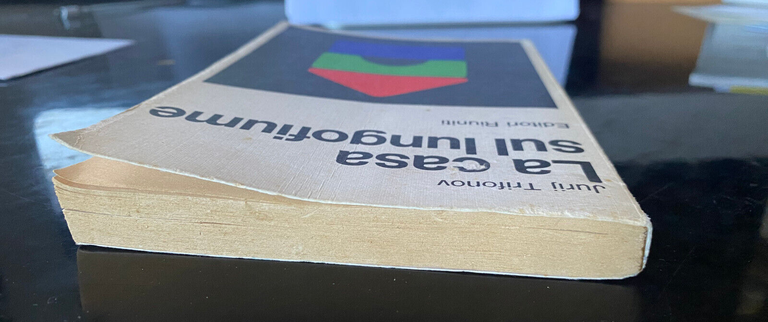 Jurij Trifonov
La casa
sul lungofiume
Editori Riuniti